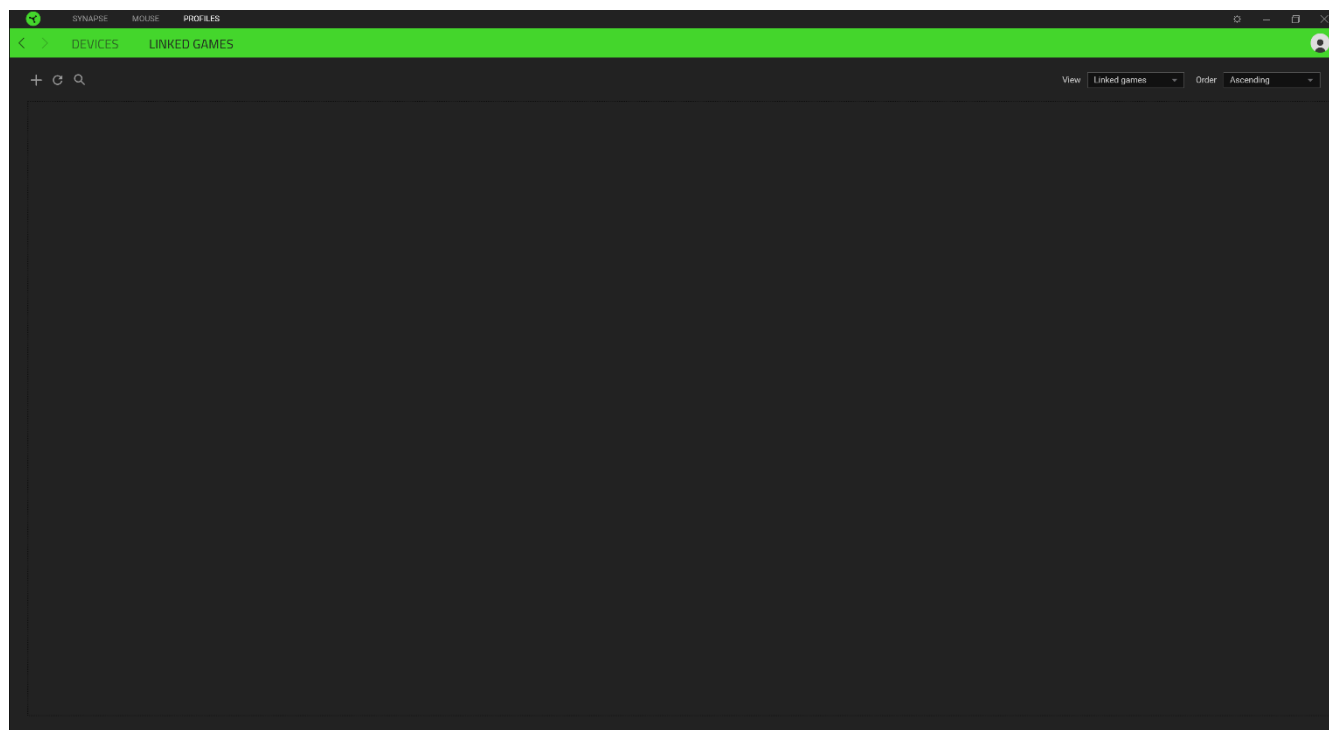 SYNAPSE MOUSE PROFILES
DEVICES LINKED GAMES
View Linked games Order Ascending